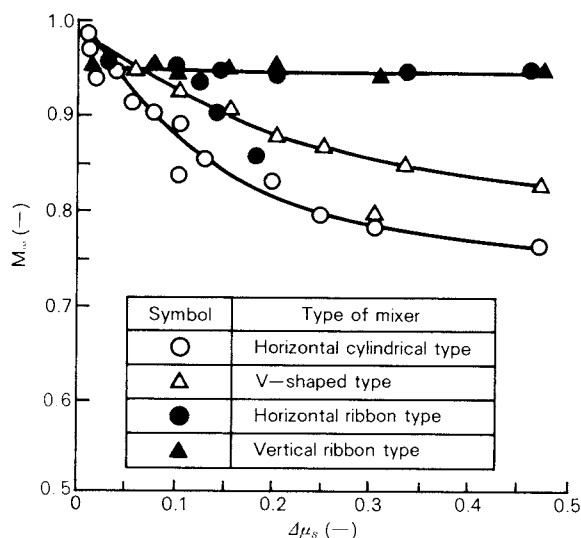 1.0
0.9
0.8
0.7
0.6
0.5
M∞ (—)
Symbol Type of mixer
○ Horizontal cylindrical type
△ V—shaped type
● Horizontal ribbon type
▲ Vertical ribbon type
0 0.1 0.2 0.3 0.4 0.5
Δμs (—)